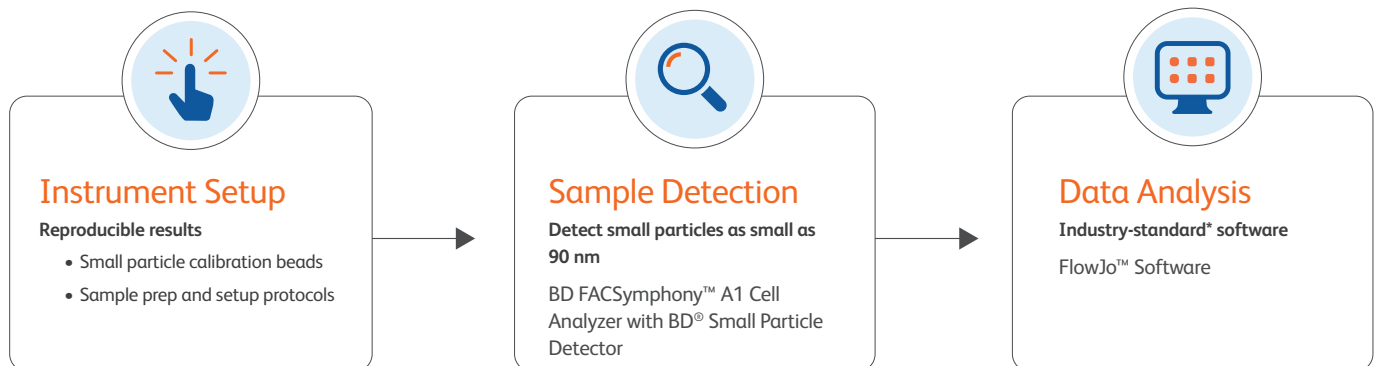 Instrument Setup
Reproducible results
• Small particle calibration beads
• Sample prep and setup protocols
Sample Detection
Detect small particles as small as
90 nm
BD FACSymphony™ A1 Cell
Analyzer with BD® Small Particle
Detector
Data Analysis
Industry-standard* software
FlowJo™ Software